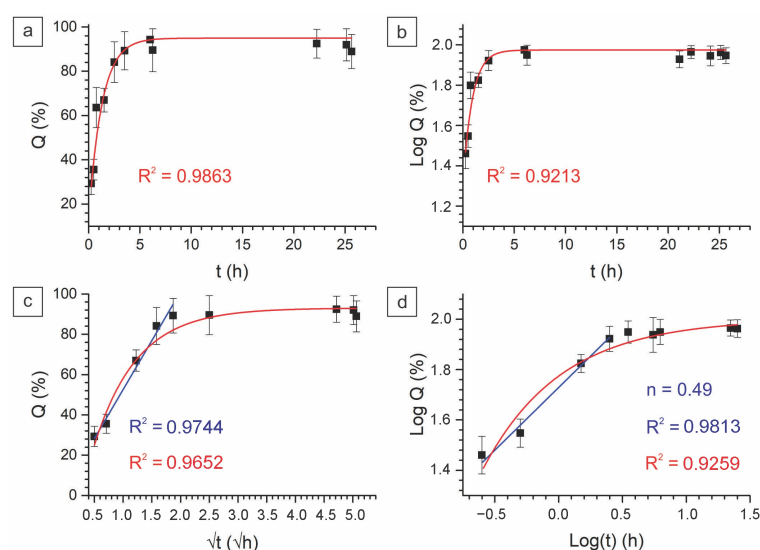 a
Q (%)
100
80
60
40
20
R² = 0.9863
0 5 10 15 20 25
t (h)
b
Log Q (%)
2.0
1.8
1.6
1.4
1.2
R² = 0.9213
0 5 10 15 20 25
t (h)
c
Q (%)
100
80
60
40
20
0
R² = 0.9744
R² = 0.9652
0.5 1.0 1.5 2.0 2.5 3.0 3.5 4.0 4.5 5.0
√t (√h)
d
Log Q (%)
2.0
1.8
1.6
1.4
n = 0.49
R² = 0.9813
R² = 0.9259
−0.5 0.0 0.5 1.0 1.5
Log(t) (h)